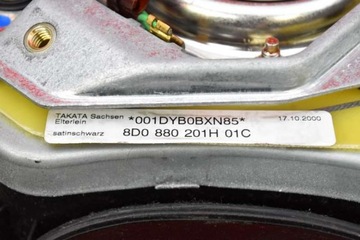 TAKATA Sachsen *001DYB0BXN85* 17.10.2000
Elterlein
satinschwarz 8D0 880 201H 01C